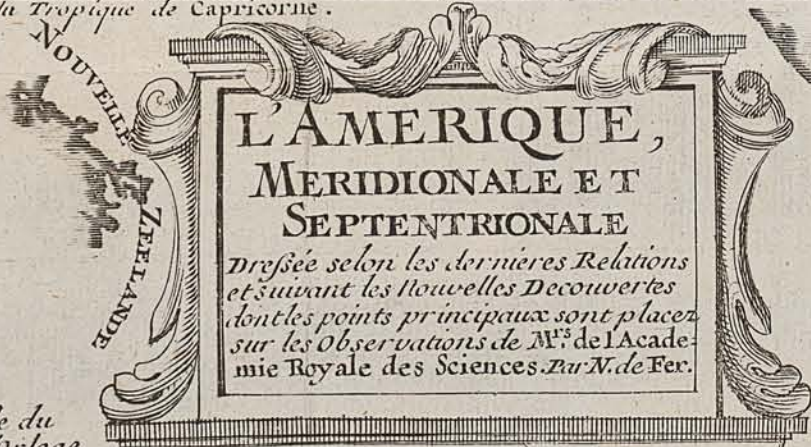 du Tropique de Capricorne.
NOUVELLE
ZEELANDE
L'AMERIQUE,
MERIDIONALE ET
SEPTENTRIONALE
Dreſsée selon les dernieres Relations
et suivant les Nouvelles Decouvertes
dont les points principaux sont placez
sur les Observations de Mrs. de l'Acade-
mie Royale des Sciences. Par N. de Fer.
du